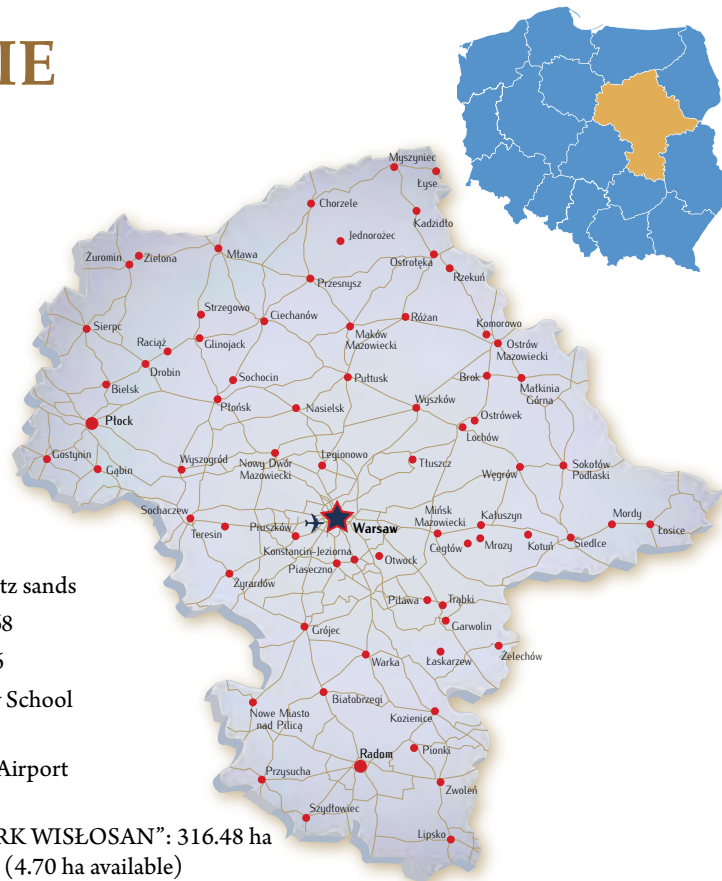 IE
Myszyniec
Łyse
Chorzele
Kadzidło
Jednorożec
Żuromin
Zielona
Mława
Ostrołęka
Rzekuń
Przesnysz
Strzegowo
Ciechanów
Różan
Komorowo
Sierpc
Raciąż
Glinojack
Maków
Mazowiecki
Ostrów
Mazowiecki
Drobin
Sochocin
Pułtusk
Brok
Małkinia
Górna
Bielsk
Płońsk
Nasielsk
Wyszków
Ostrówek
Płock
Łochów
Gostynin
Gąbin
Wyszogród
Nowy Dwór
Mazowiecki
Legionowo
Tłuszcz
Węgrów
Sokołów
Podlaski
Sochaczew
Teresin
Pruszków
Warsaw
Mińsk
Mazowiecki
Kałuszyn
Mordy
Łosice
Konstancin-Jeziorna
Piaseczno
Otwock
Cegłów
Mrozy
Kotuń
Siedlce
Żyrardów
Pilawa
Trąbki
tz sands
Garwolin
Grójec
68
Warka
Łaskarzew
Żelechów
6
Białobrzegi
y School
Nowe Miasto
nad Pilicą
Kozienice
Radom
Pionki
Airport
Przysucha
Zwoleń
Szydłowiec
Lipsko
RK WISŁOSAN”: 316.48 ha
(4.70 ha available)